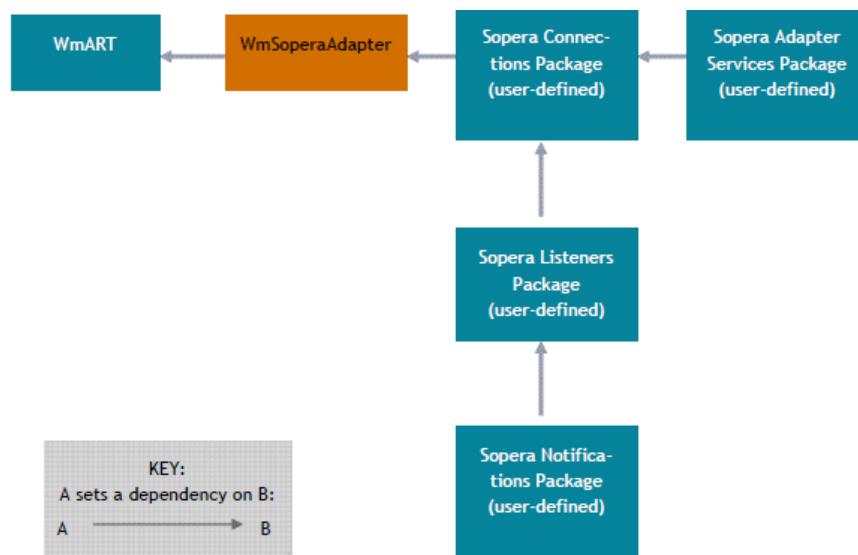 WmART
WmSoperaAdapter
Sopera Connec-
tions Package
(user-defined)
Sopera Adapter
Services Package
(user-defined)
Sopera Listeners
Package
(user-defined)
Sopera Notifica-
tions Package
(user-defined)
KEY:
A sets a dependency on B:
A B